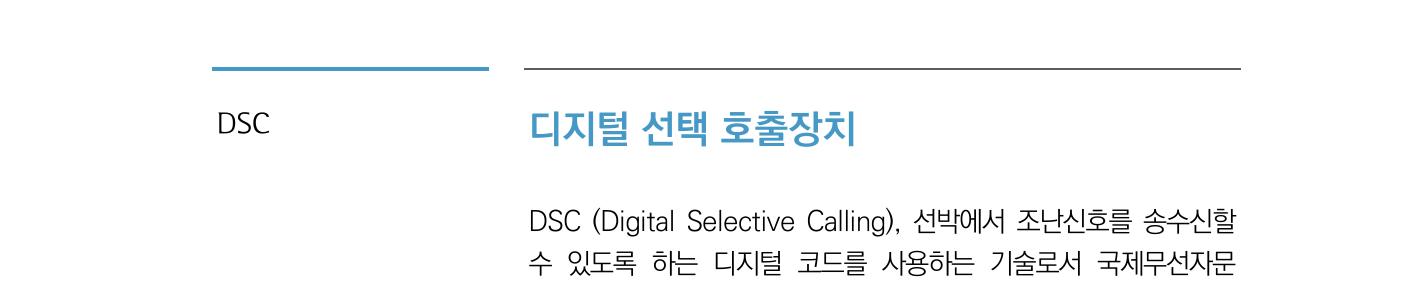 DSC
디지털 선택 호출장치
DSC (Digital Selective Calling), 선박에서 조난신호를 송수신할
수 있도록 하는 디지털 코드를 사용하는 기술로서 국제무선자문